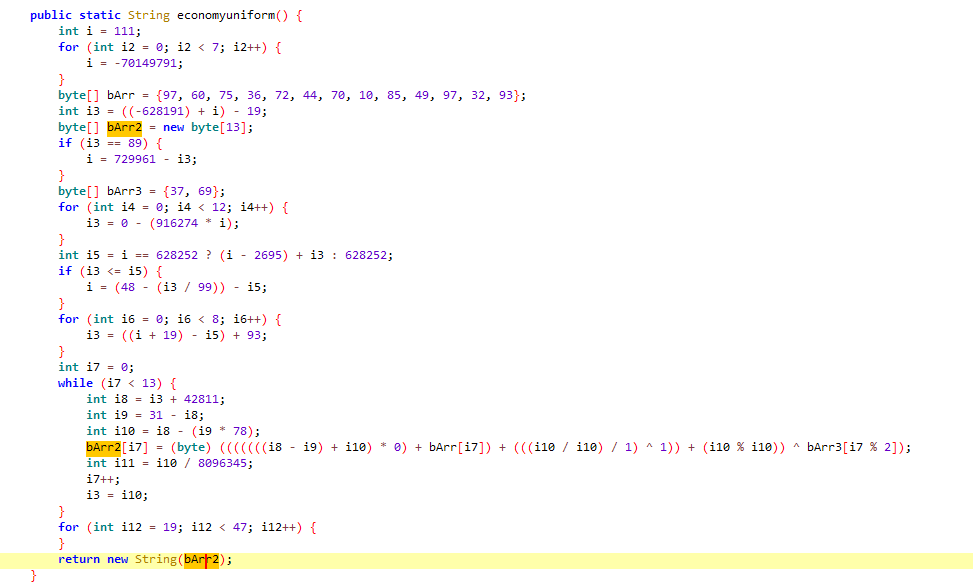 public static String economyuniform() {
int i = 111;
for (int i2 = 0; i2 < 7; i2++) {
i = -70149791;
}
byte[] bArr = {97, 60, 75, 36, 72, 44, 70, 10, 85, 49, 97, 32, 93};
int i3 = ((-628191) + i) - 19;
byte[] bArr2 = new byte[13];
if (i3 == 89) {
i = 729961 - i3;
}
byte[] bArr3 = {37, 69};
for (int i4 = 0; i4 < 12; i4++) {
i3 = 0 - (916274 * i);
}
int i5 = i == 628252 ? (i - 2695) + i3 : 628252;
if (i3 <= i5) {
i = (48 - (i3 / 99)) - i5;
}
for (int i6 = 0; i6 < 8; i6++) {
i3 = ((i + 19) - i5) + 93;
}
int i7 = 0;
while (i7 < 13) {
int i8 = i3 + 42811;
int i9 = 31 - i8;
int i10 = i8 - (i9 * 78);
bArr2[i7] = (byte) (((((((i8 - i9) + i10) * 0) + bArr[i7]) + (((i10 / i10) / 1) ^ 1)) + (i10 % i10)) ^ bArr3[i7 % 2]);
int i11 = i10 / 8096345;
i7++;
i3 = i10;
}
for (int i12 = 19; i12 < 47; i12++) {
}
return new String(bArr2);
}